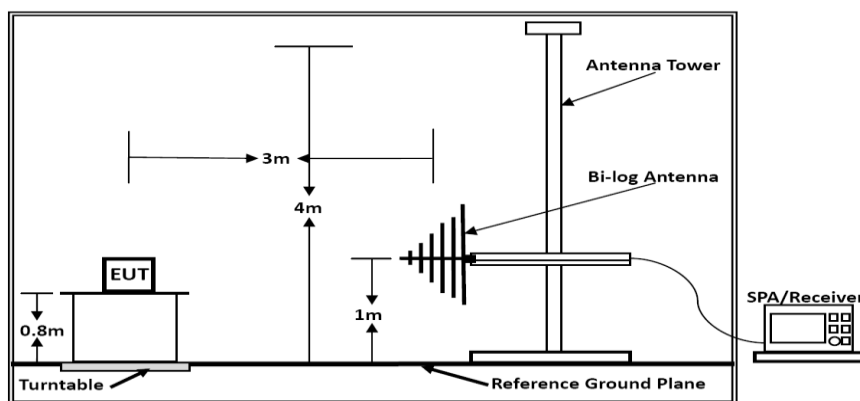 Antenna Tower
3m
Bi-log Antenna
4m
EUT
SPA/Receiver
0.8m
1m
Turntable
Reference Ground Plane